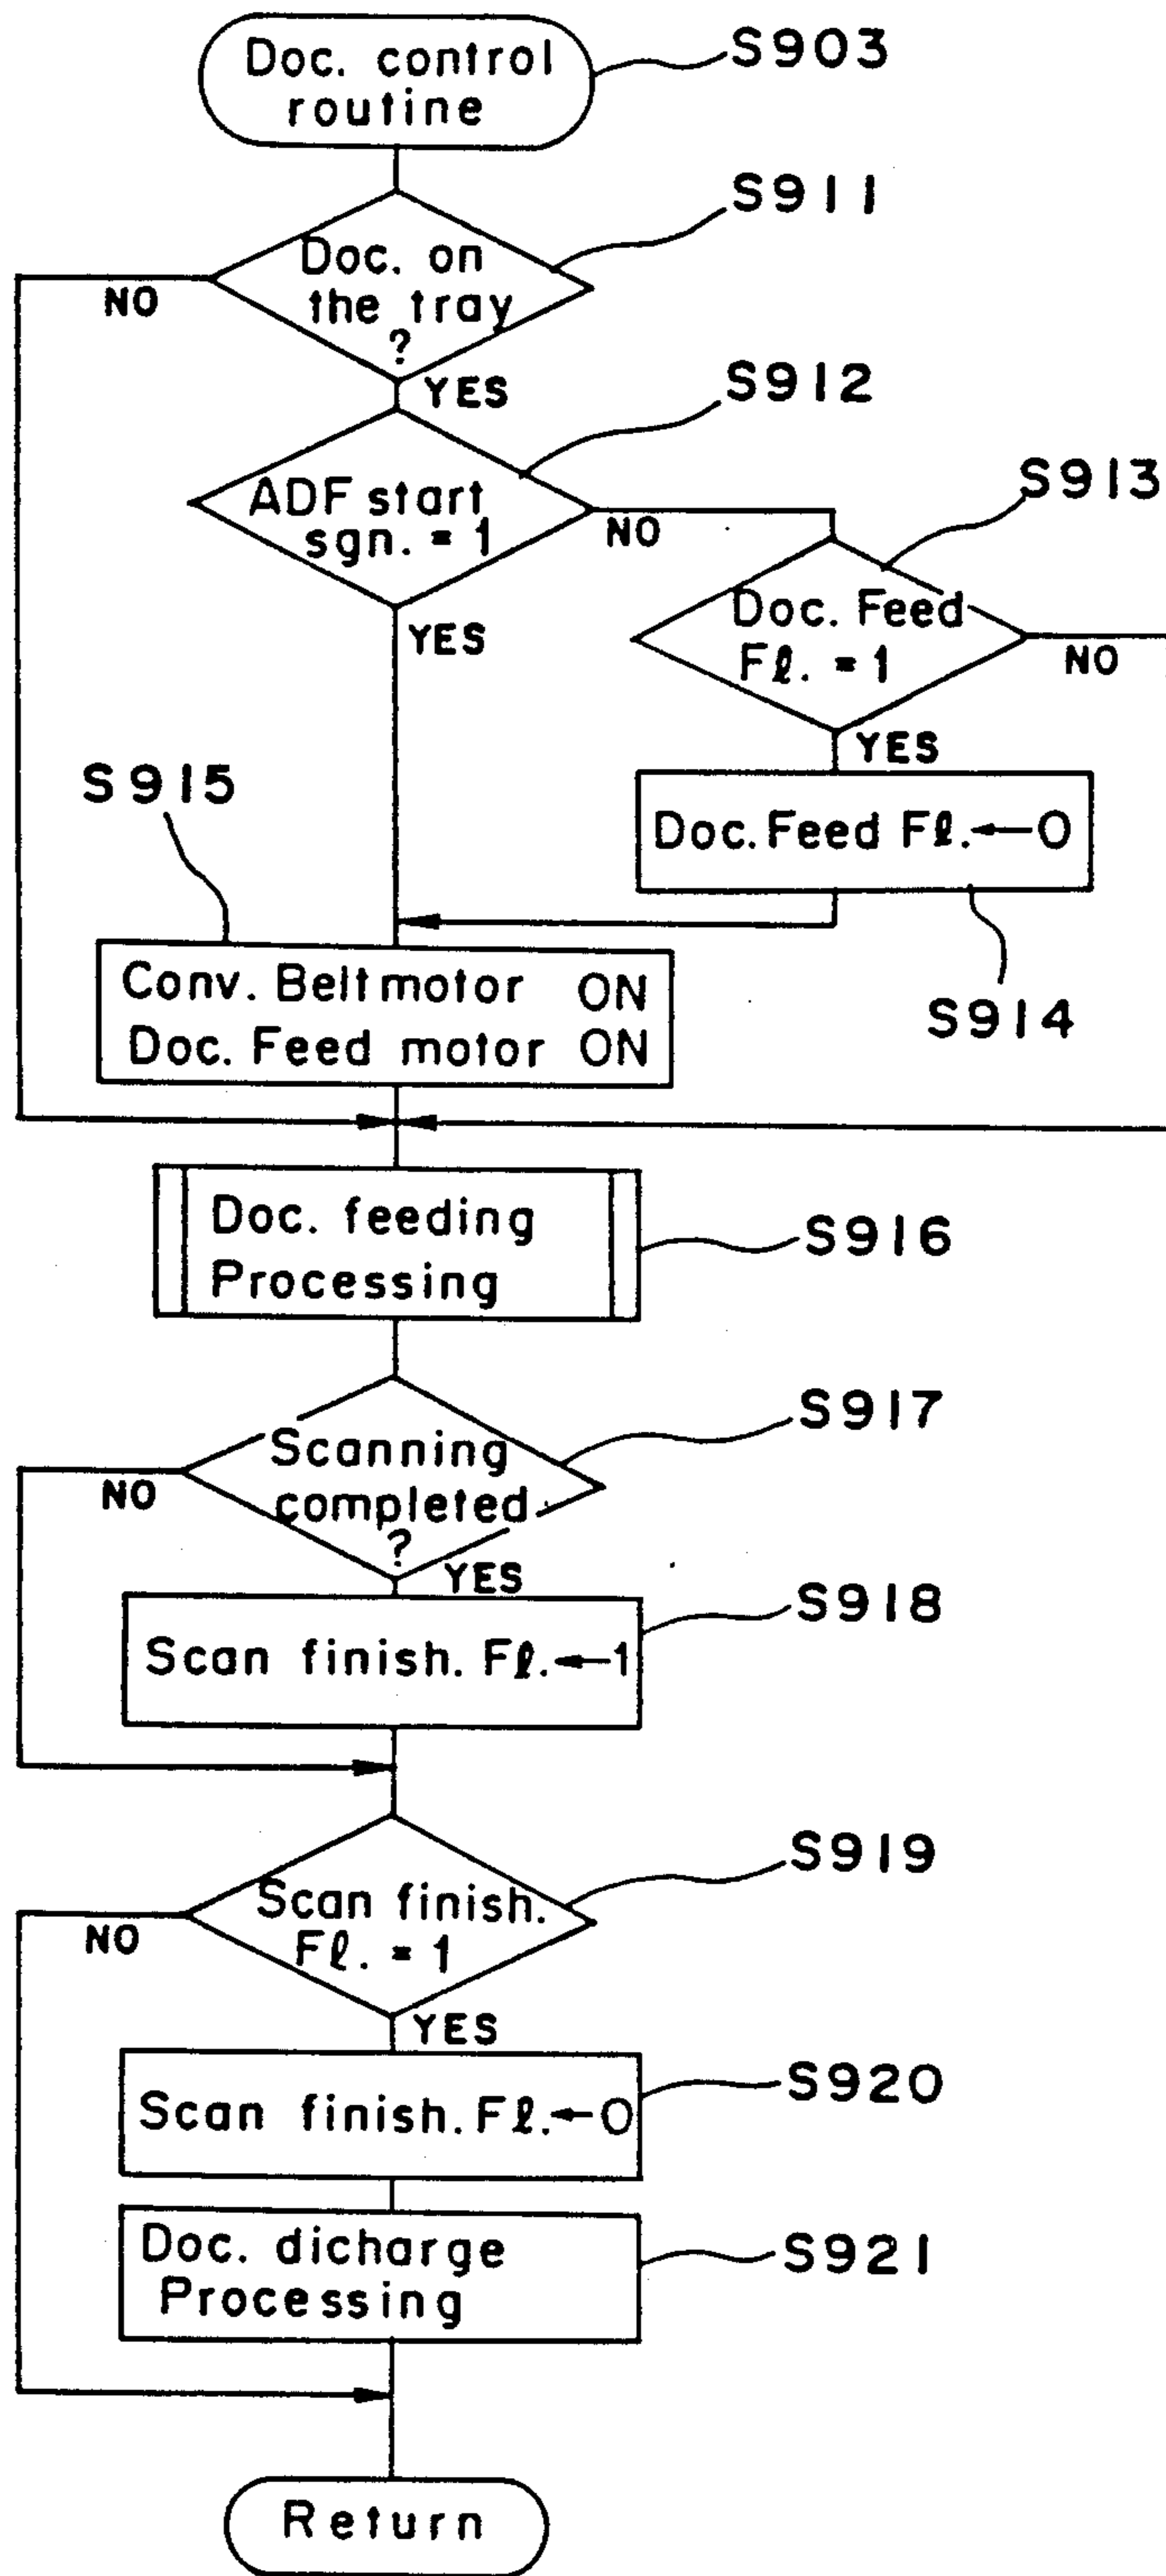 Doc. control
routine
S903
S911
Doc. on
the tray
?
NO
YES
S912
ADF start
sgn. = 1
NO
YES
S913
Doc. Feed
Fl. = 1
NO
YES
S915
Doc. Feed Fl. ← 0
S914
Conv. Belt motor ON
Doc. Feed motor ON
Doc. feeding
Processing
S916
S917
Scanning
completed
?
NO
YES
S918
Scan finish. Fl. ← 1
S919
Scan finish.
Fl. = 1
NO
YES
S920
Scan finish. Fl. ← 0
Doc. dicharge
Processing
S921
Return